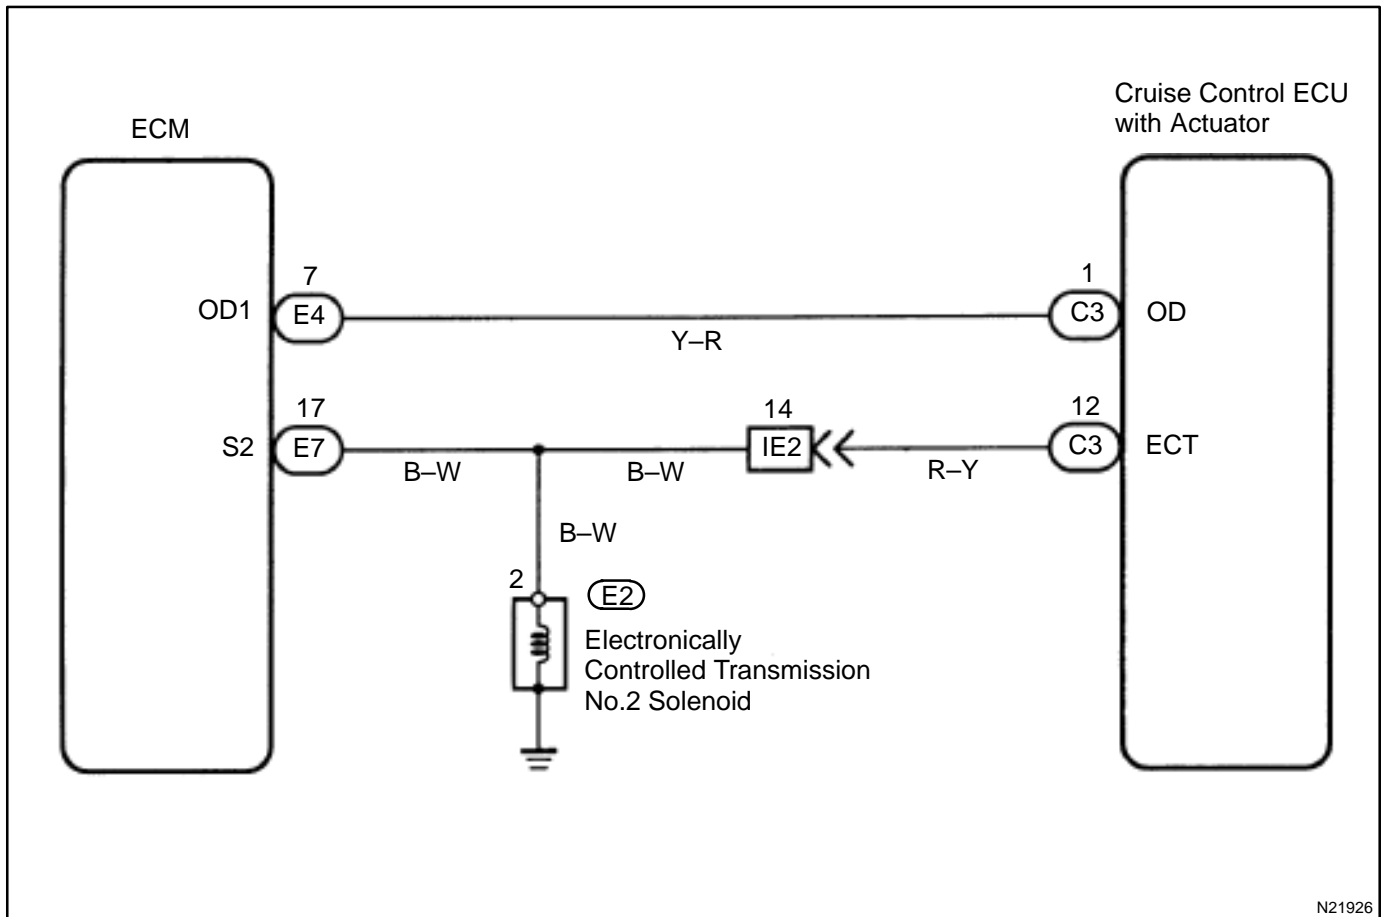 Cruise Control ECU
with Actuator
ECM
7
1
OD1
E4
C3
OD
Y–R
17
14
12
S2
E7
IE2
C3
ECT
B–W
B–W
R–Y
B–W
2
E2
Electronically
Controlled Transmission
No.2 Solenoid
N21926